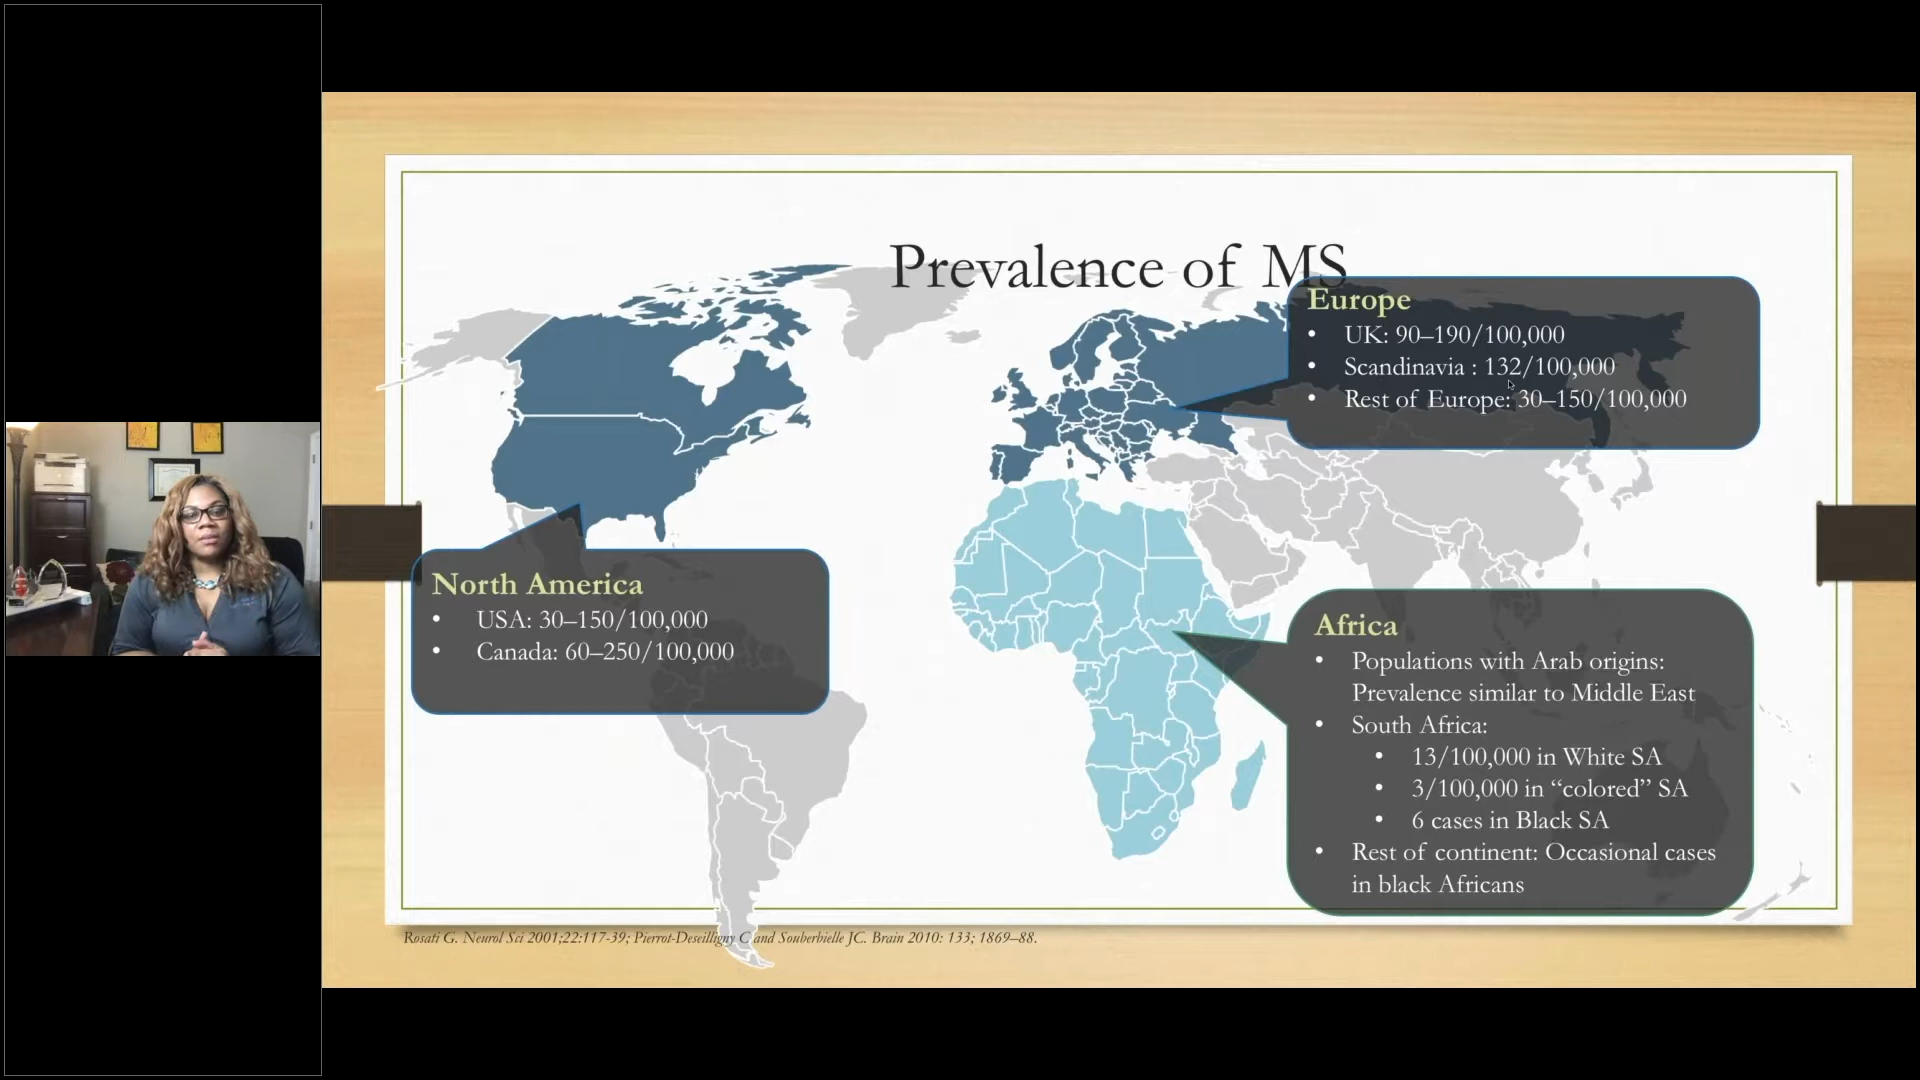 Prevalence of MS
Europe
• UK: 90–190/100,000
• Scandinavia : 132/100,000
• Rest of Europe: 30–150/100,000
North America
• USA: 30–150/100,000
• Canada: 60–250/100,000
Africa
• Populations with Arab origins:
Prevalence similar to Middle East
• South Africa:
• 13/100,000 in White SA
• 3/100,000 in “colored” SA
• 6 cases in Black SA
• Rest of continent: Occasional cases
in black Africans
Rosati G. Neurol Sci 2001;22:117-39; Pierrot-Deseilligny C and Souberbielle JC. Brain 2010: 133; 1869–88.